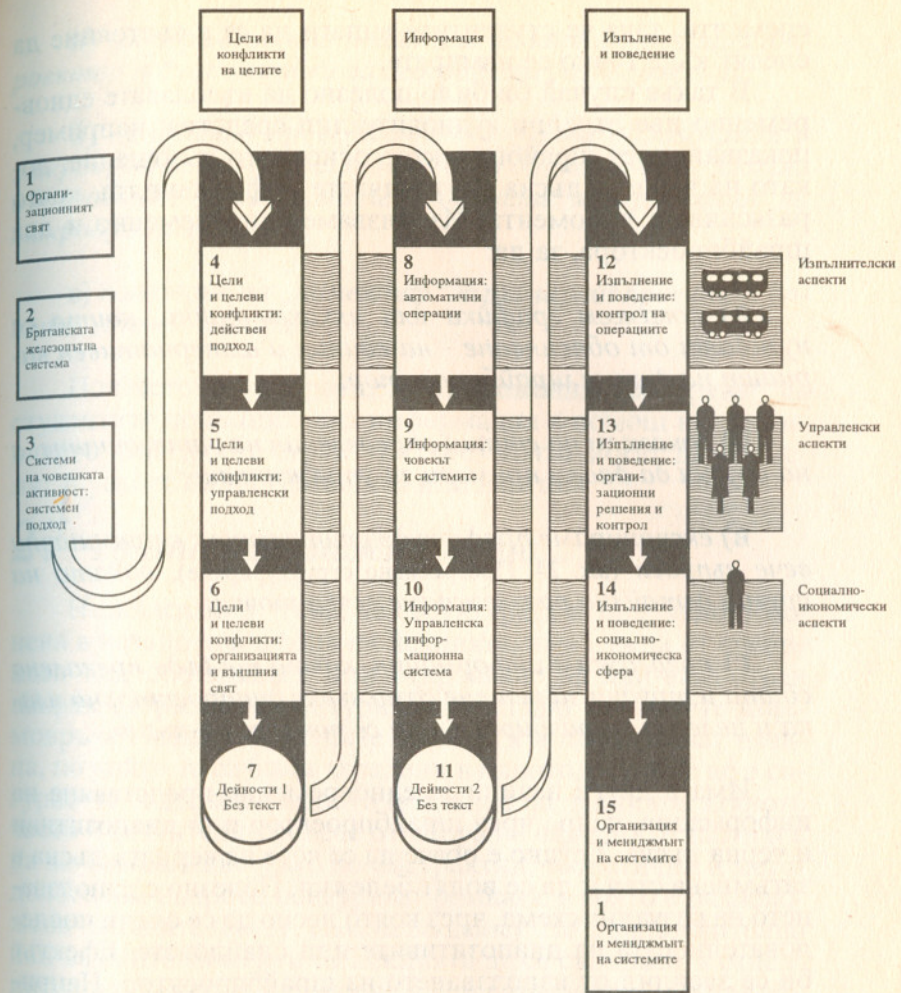 Цели и
конфликти
на целите
Информация
Изпълнене
и поведение
1
Органи-
зационният
свят
2
Британската
железопътна
система
3
Системи
на човешката
активност:
системен
подход
4
Цели
и целеви
конфликти:
действен
подход
5
Цели
и целеви
конфликти:
управленски
подход
6
Цели
и целеви
конфликти:
организацията
и външния
свят
7
Дейности 1
Без текст
8
Информация:
автоматични
операции
9
Информация:
човекът
и системите
10
Информация:
Управленска
инфор-
мационна
система
11
Дейности 2
Без текст
12
Изпълнение
и поведение:
контрол на
операциите
13
Изпълнение
и поведение:
органи-
зационни
решения и
контрол
14
Изпълнение
и поведение:
социално-
икономическа
сфера
15
Организация
и мениджмънт
на системите
1
Организация
и мениджмънт
на системите
Изпълнителски
аспекти
Управленски
аспекти
Социално-
икономически
аспекти